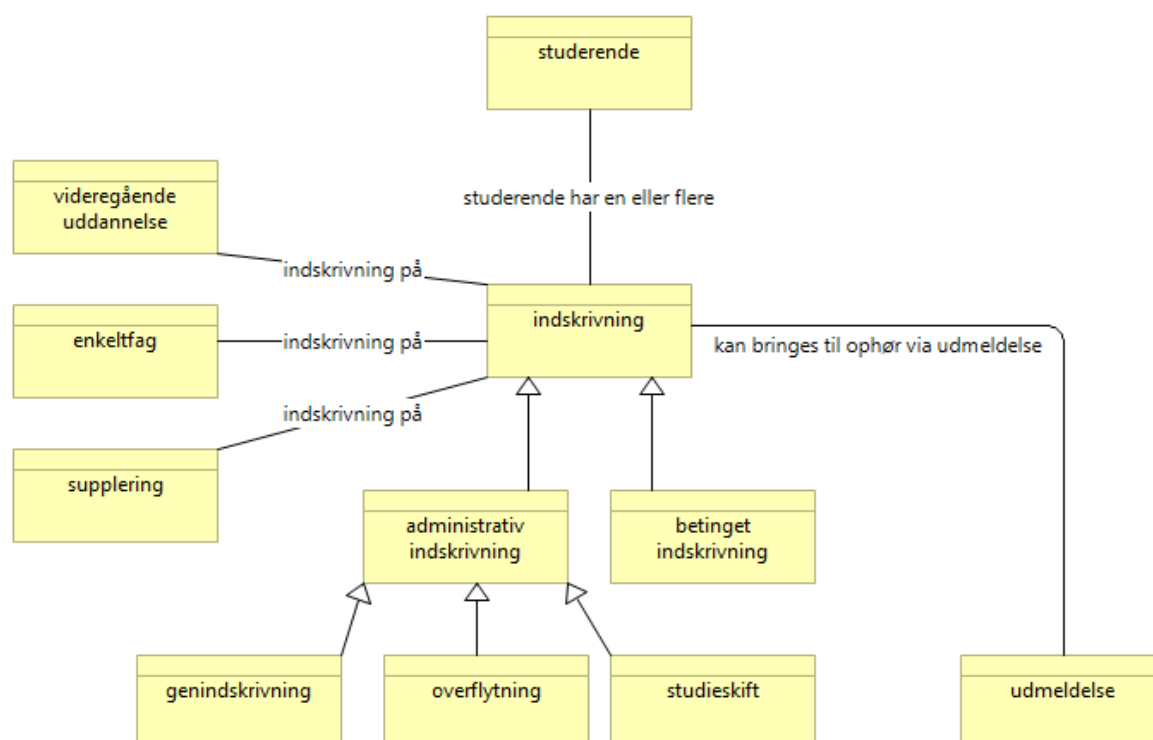 studerende
studerende har en eller flere
videregående
uddannelse
indskrivning på
indskrivning
enkeltfag
indskrivning på
kan bringes til ophør via udmeldelse
indskrivning på
supplering
administrativ
indskrivning
betinget
indskrivning
genindskrivning
overflytning
studieskift
udmeldelse